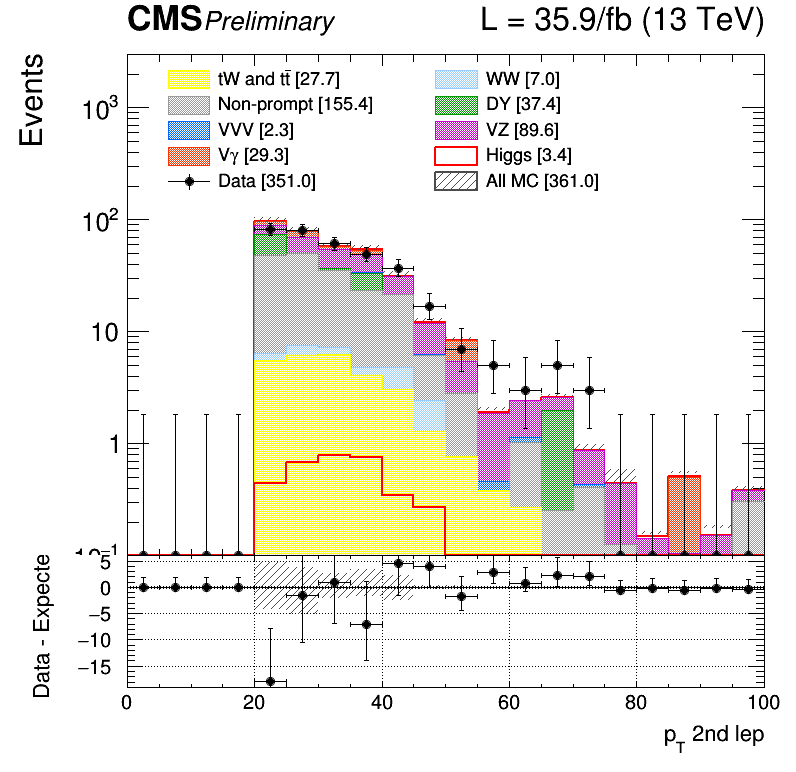 CMS Preliminary L = 35.9/fb (13 TeV)
Events
tW and tt̄ [27.7] WW [7.0]
Non-prompt [155.4] DY [37.4]
VVV [2.3] VZ [89.6]
Vγ [29.3] Higgs [3.4]
Data [351.0] All MC [361.0]
10³
10²
10
1
Data - Expecte
5
0
−5
−10
−15
0 20 40 60 80 100
p_T 2nd lep